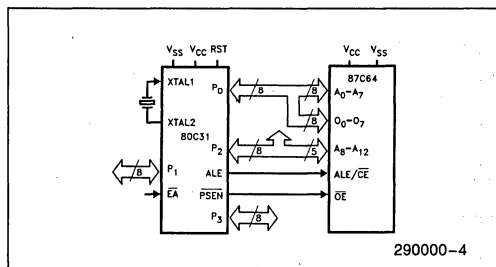 VSS VCC RST
VCC VSS
XTAL1
P0
8
8
87C64
A0–A7
8
O0–O7
XTAL2
80C31
P2
8
5
A8–A12
8
P1
ALE
ALE/CE
EA
PSEN
OE
P3
8
290000–4